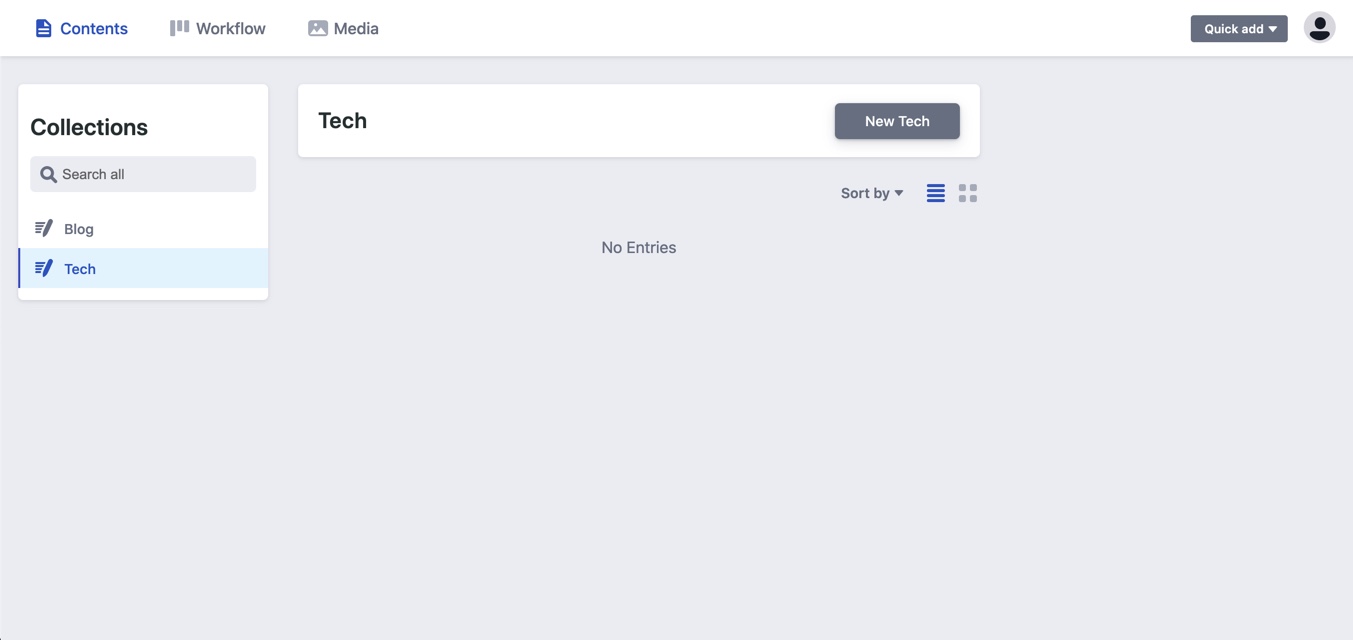 Contents
Workflow
Media
Quick add
Collections
Search all
Blog
Tech
Tech
New Tech
Sort by
No Entries